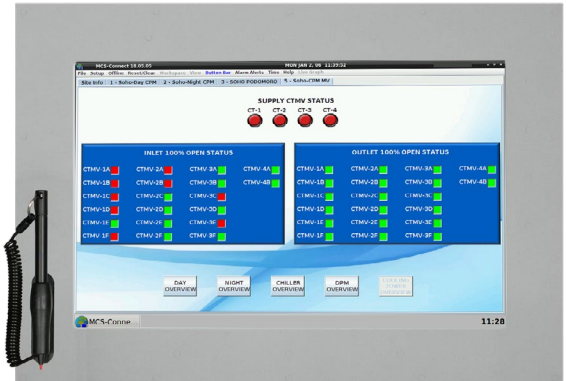 MCS-Connect 18.05.05 MON JAN 2, 06 11:39:52
File Setup Offline Reset/Clear Workspace View Button Bar Alarm Alerts Time Help Live Graph
Site Info 1 - Soho-Day CPM 2 - Soho-Night CPM 3 - SOHO PODOMORO 5 - Soho-CPM MV
SUPPLY CTMV STATUS
CT-1 CT-2 CT-3 CT-4
INLET 100% OPEN STATUS
CTMV-1A CTMV-2A CTMV-3A CTMV-4A
CTMV-1B CTMV-2B CTMV-3B CTMV-4B
CTMV-1C CTMV-2C CTMV-3C
CTMV-1D CTMV-2D CTMV-3D
CTMV-1E CTMV-2E CTMV-3E
CTMV-1F CTMV-2F CTMV-3F
OUTLET 100% OPEN STATUS
CTMV-1A CTMV-2A CTMV-3A CTMV-4A
CTMV-1B CTMV-2B CTMV-3B CTMV-4B
CTMV-1C CTMV-2C CTMV-3C
CTMV-1D CTMV-2D CTMV-3D
CTMV-1E CTMV-2E CTMV-3E
CTMV-1F CTMV-2F CTMV-3F
DAY
OVERVIEW
NIGHT
OVERVIEW
CHILLER
OVERVIEW
DPM
OVERVIEW
TOWER
OVERVIEW
MCS-Conne 11:28